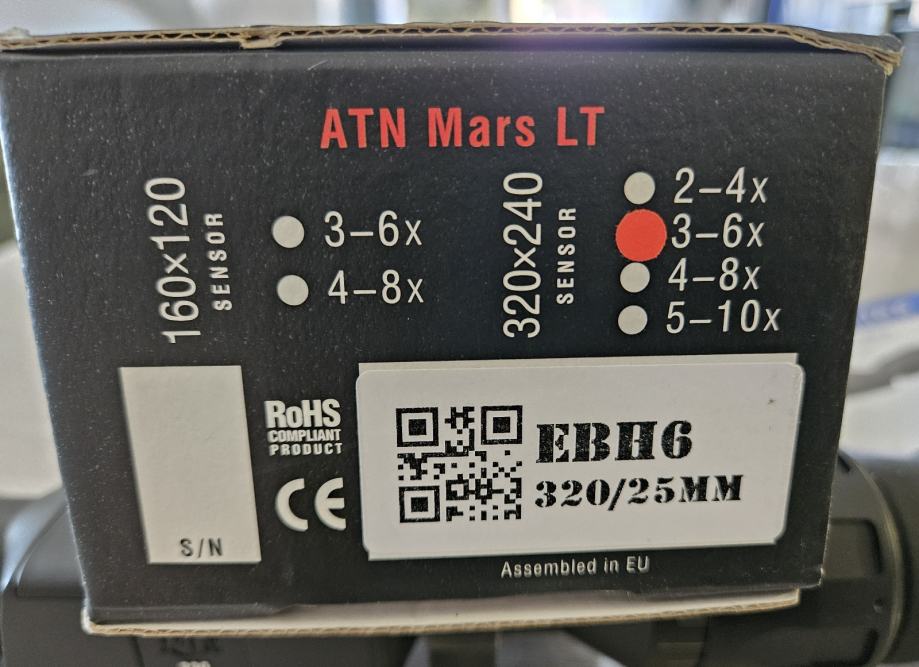 ATN Mars LT
160x120
SENSOR
3–6x
4–8x
320x240
SENSOR
2–4x
3–6x
4–8x
5–10x
S/N
RoHS
COMPLIANT
PRODUCT
CE
EBH6
320/25MM
Assembled in EU